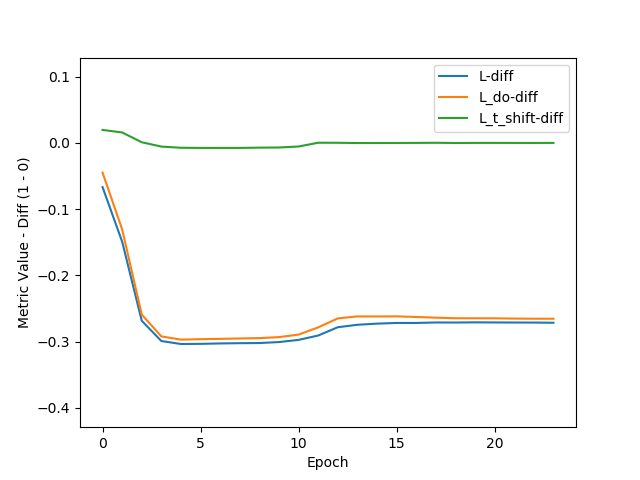 L-diff
L_do-diff
L_t_shift-diff
Metric Value - Diff (1 - 0)
0.1
0.0
−0.1
−0.2
−0.3
−0.4
0 5 10 15 20
Epoch